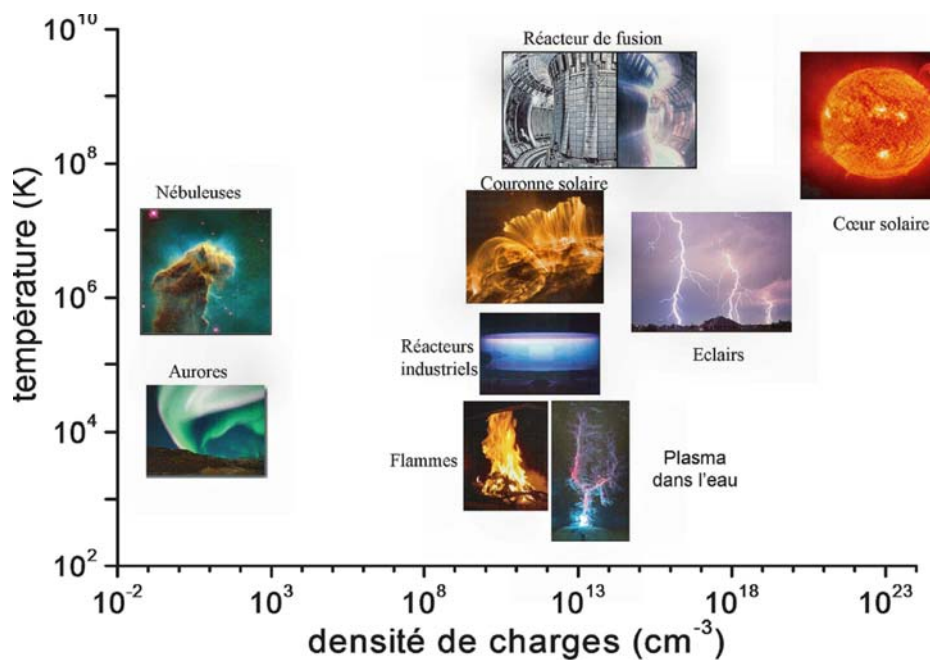 10^10
Réacteur de fusion
10^8
Nébuleuses
Couronne solaire
Cœur solaire
température (K)
10^6
Réacteurs
industriels
Eclairs
Aurores
10^4
Flammes
Plasma
dans l'eau
10^2
10^-2
10^3
10^8
10^13
10^18
10^23
densité de charges (cm^-3)